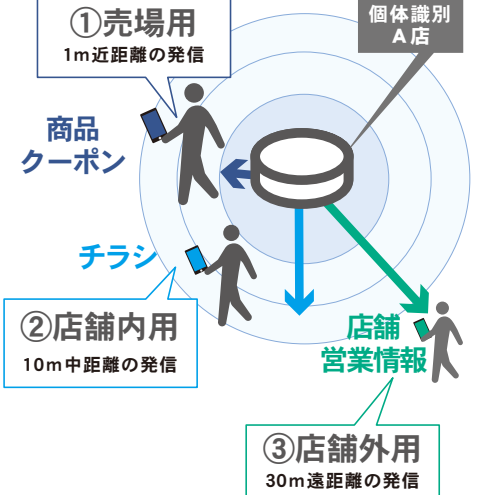 ①売場用
1m近距離の発信
個体識別
A店
商品
クーポン
チラシ
②店舗内用
10m中距離の発信
店舗
営業情報
③店舗外用
30m遠距離の発信